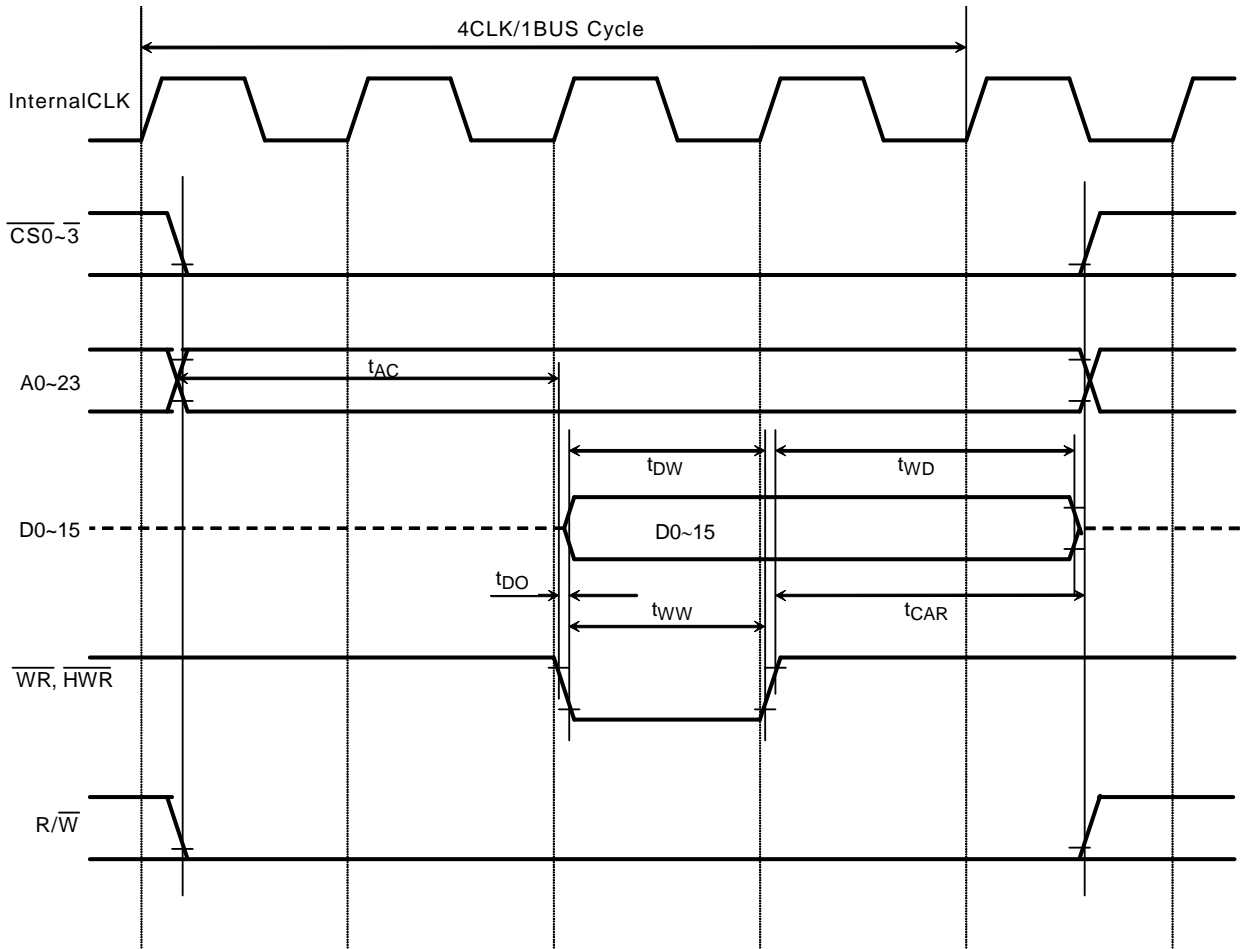 4CLK/1BUS Cycle
InternalCLK
CS0~3
A0~23
tAC
tDW
tWD
D0~15
D0~15
tDO
tWW
tCAR
WR, HWR
R/W